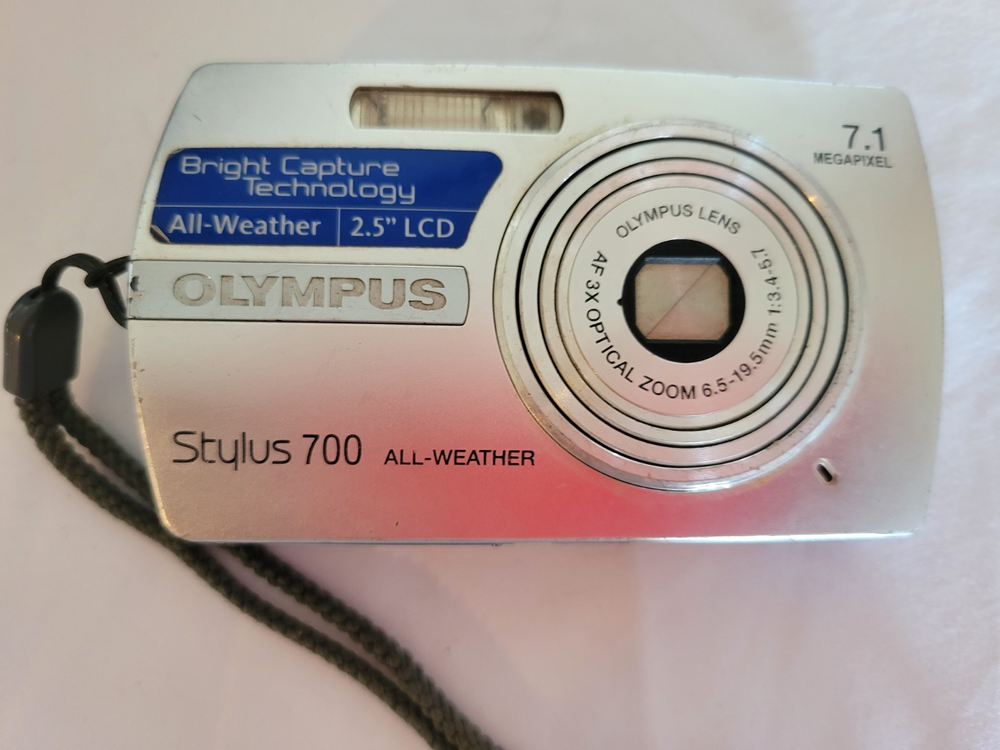 7.1
MEGAPIXEL
Bright Capture
Technology
All-Weather 2.5" LCD
OLYMPUS
OLYMPUS LENS
AF 3X OPTICAL ZOOM 6.5-19.5mm 1:3.4-5.7
Stylus 700 ALL-WEATHER